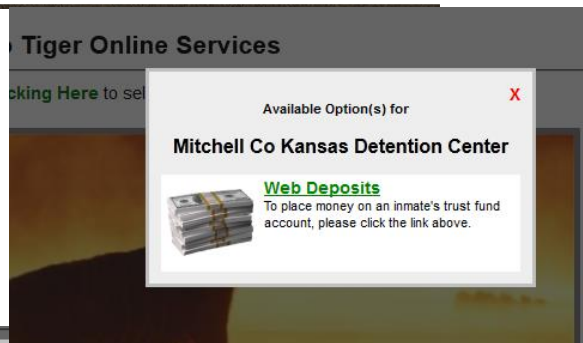 Tiger Online Services
cking Here to sel
X
Available Option(s) for
Mitchell Co Kansas Detention Center
Web Deposits
To place money on an inmate's trust fund
account, please click the link above.